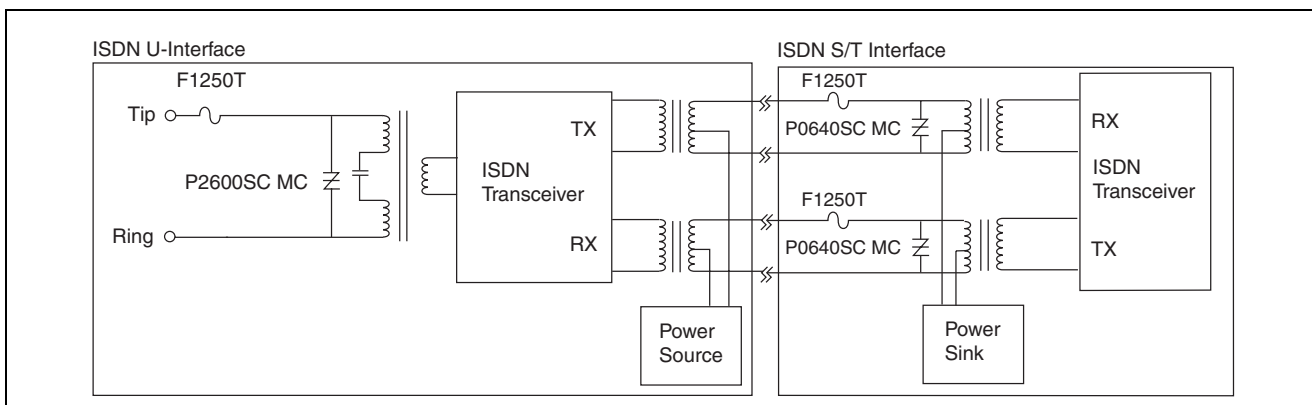 ISDN U-Interface
F1250T
Tip
P2600SC MC
Ring
TX
ISDN
Transceiver
RX
Power
Source
ISDN S/T Interface
F1250T
P0640SC MC
F1250T
P0640SC MC
RX
ISDN
Transceiver
TX
Power
Sink